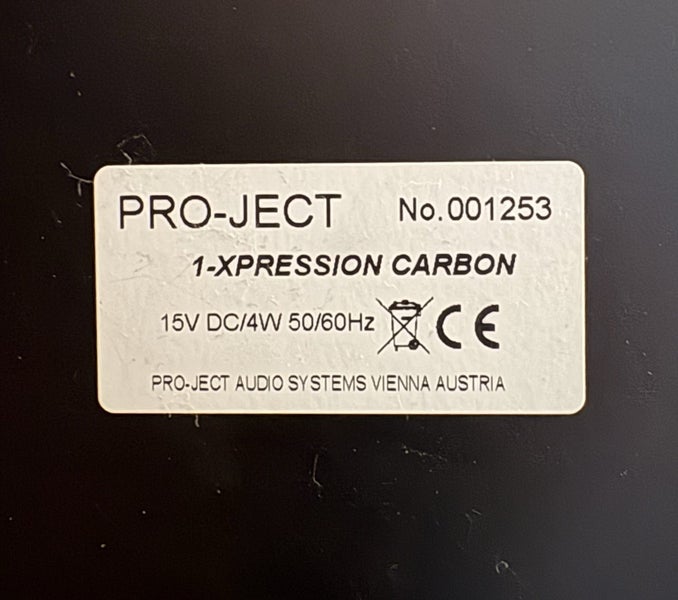 PRO-JECT No.001253
1-XPRESSION CARBON
15V DC/4W 50/60Hz CE
PRO-JECT AUDIO SYSTEMS VIENNA AUSTRIA